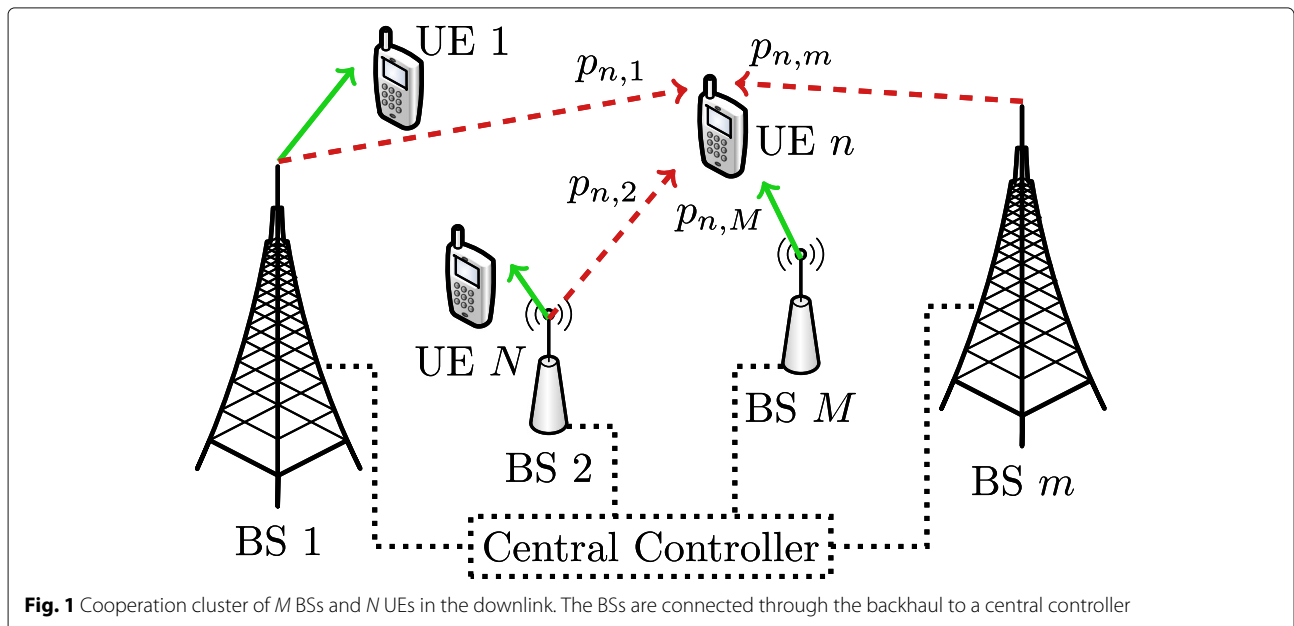 UE 1
p_{n,1}
p_{n,m}
UE n
p_{n,2}
p_{n,M}
UE N
BS M
BS 2
BS m
BS 1
Central Controller
Fig. 1 Cooperation cluster of M BSs and N UEs in the downlink. The BSs are connected through the backhaul to a central controller